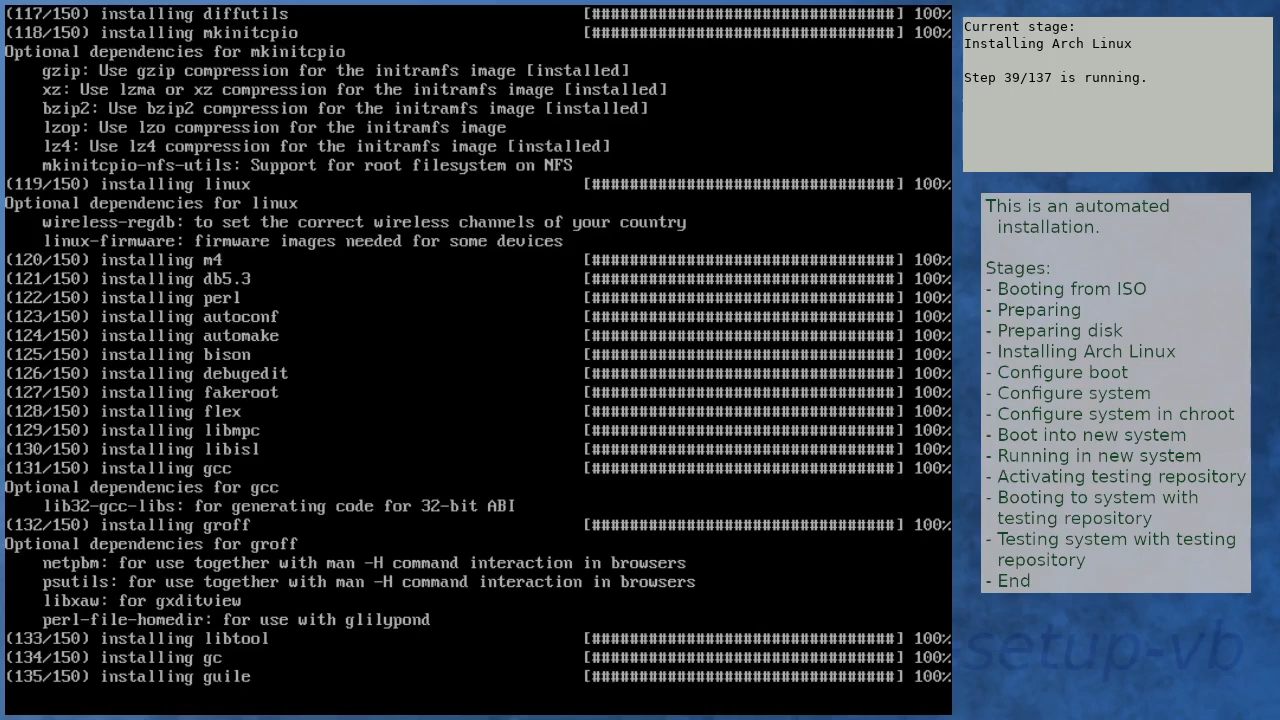 (117/150) installing diffutils [################################] 100%
(118/150) installing mkinitcpio [################################] 100%
Optional dependencies for mkinitcpio
gzip: Use gzip compression for the initramfs image [installed]
xz: Use lzma or xz compression for the initramfs image [installed]
bzip2: Use bzip2 compression for the initramfs image [installed]
lzop: Use lzo compression for the initramfs image
lz4: Use lz4 compression for the initramfs image [installed]
mkinitcpio-nfs-utils: Support for root filesystem on NFS
(119/150) installing linux [################################] 100%
Optional dependencies for linux
wireless-regdb: to set the correct wireless channels of your country
linux-firmware: firmware images needed for some devices
(120/150) installing m4 [################################] 100%
(121/150) installing db5.3 [################################] 100%
(122/150) installing perl [################################] 100%
(123/150) installing autoconf [################################] 100%
(124/150) installing automake [################################] 100%
(125/150) installing bison [################################] 100%
(126/150) installing debugedit [################################] 100%
(127/150) installing fakeroot [################################] 100%
(128/150) installing flex [################################] 100%
(129/150) installing libmpc [################################] 100%
(130/150) installing libisl [################################] 100%
(131/150) installing gcc [################################] 100%
Optional dependencies for gcc
lib32-gcc-libs: for generating code for 32-bit ABI
(132/150) installing groff [################################] 100%
Optional dependencies for groff
netpbm: for use together with man -H command interaction in browsers
psutils: for use together with man -H command interaction in browsers
libxaw: for gxditview
perl-file-homedir: for use with glilypond
(133/150) installing libtool [################################] 100%
(134/150) installing gc [################################] 100%
(135/150) installing guile [################################] 100%
Current stage:
Installing Arch Linux
Step 39/137 is running.
This is an automated
installation.
Stages:
- Booting from ISO
- Preparing
- Preparing disk
- Installing Arch Linux
- Configure boot
- Configure system
- Configure system in chroot
- Boot into new system
- Running in new system
- Activating testing repository
- Booting to system with
testing repository
- Testing system with testing
repository
- End
setup-vb